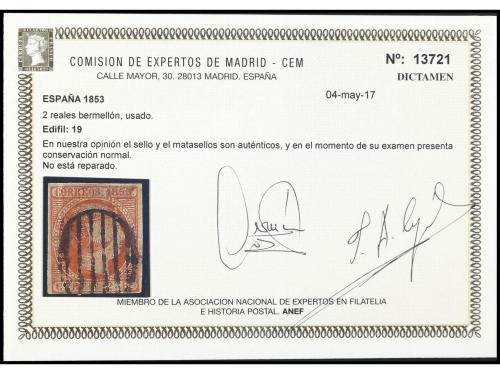 COMISION DE EXPERTOS DE MADRID - CEM
CALLE MAYOR, 30. 28013 MADRID. ESPAÑA
Nº: 13721
DICTAMEN
ESPAÑA 1853
04-may-17
2 reales bermellón, usado.
Edifil: 19
En nuestra opinión el sello y el matasellos son auténticos, y en el momento de su examen presenta
conservación normal.
No está reparado.
CORREOS 1853
MIEMBRO DE LA ASOCIACION NACIONAL DE EXPERTOS EN FILATELIA
E HISTORIA POSTAL. ANEF